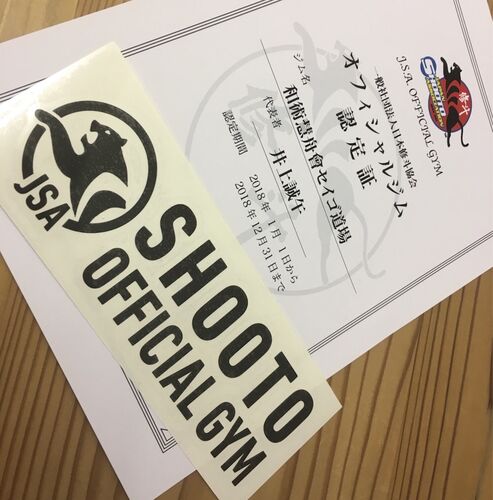 修斗
SHOOTO
J.S.A. OFFICIAL GYM
一般社団法人日本修斗協会
オフィシャルジム
認定証
ジム名 和術慧舟會セイゴ道場
代表者 井上誠午
認定期間 2018年 1月 1日から
2018年12月31日まで
JSA
SHOOTO
OFFICIAL GYM